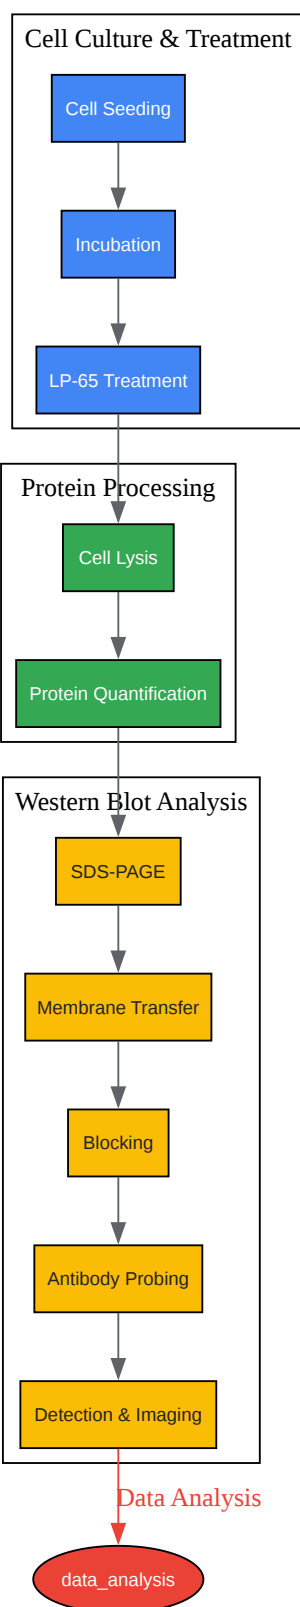 Cell Culture & Treatment
Cell Seeding
Incubation
LP-65 Treatment
Protein Processing
Cell Lysis
Protein Quantification
Western Blot Analysis
SDS-PAGE
Membrane Transfer
Blocking
Antibody Probing
Detection & Imaging
Data Analysis
data_analysis